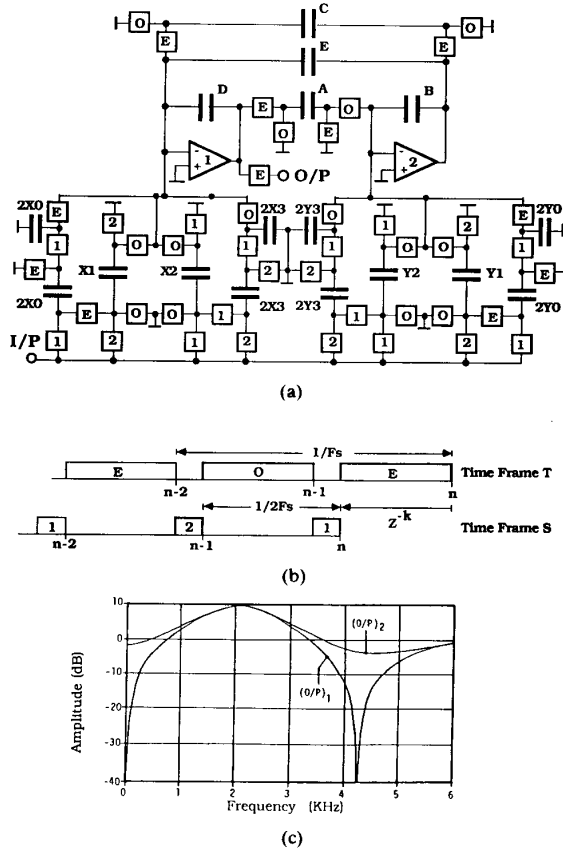 C
O O
E E
E
D A B
E O
O E
- + 1 - + 2
E O/P
2X0 E 2 1 O 2X3 2Y3 O 1 2 E 2Y0
1 O O 1 1 O O 1
E X1 X2 2 2 Y2 Y1 E
2X0 2X3 2Y3 2Y0
E O O 1 1 O O E
I/P 1 2 1 2 2 1 2 1
(a)
1/Fs
E O E Time Frame T
n-2 n-1 n
1/2Fs
1 2 1 Z-k Time Frame S
n-2 n-1 n
(b)
10
0
-10
-20
-30
-40
Amplitude (dB)
(O/P)2
(O/P)1
0 1 2 3 4 5 6
Frequency (KHz)
(c)